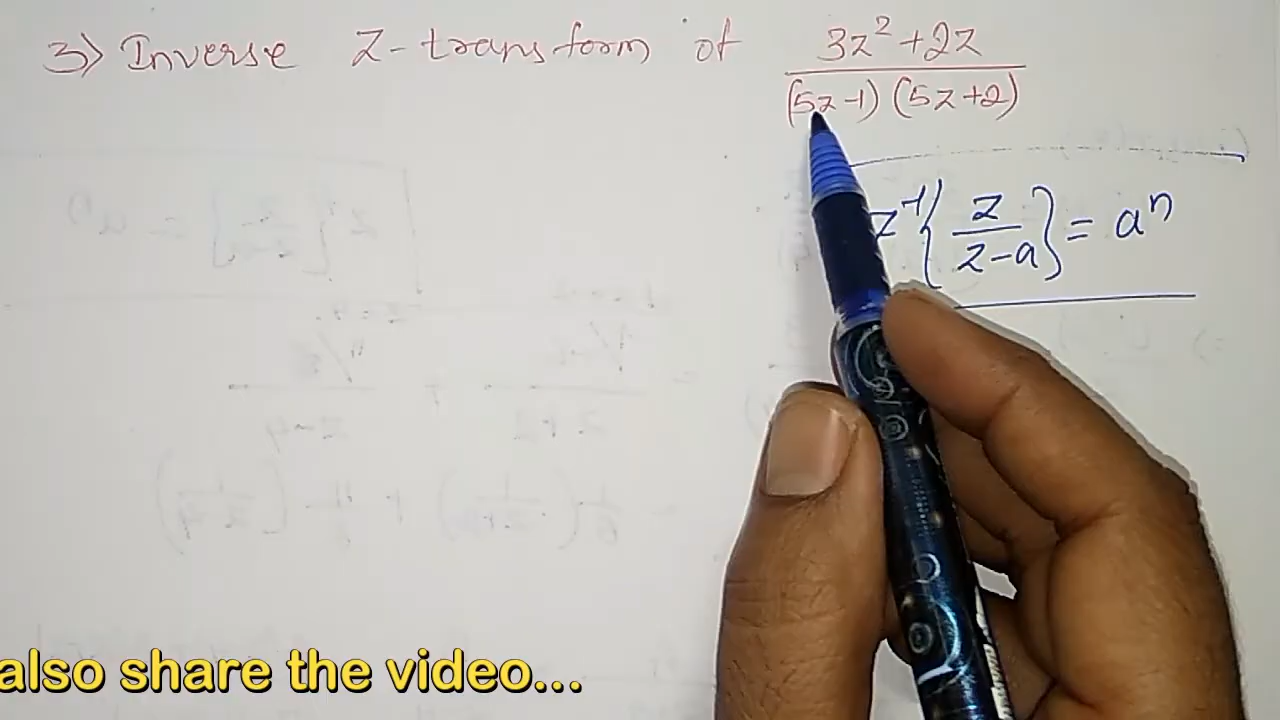 3) Inverse Z-transform of 3z² + 2z / (5z-1) (5z+2)
z⁻¹{ z / z-a } = aⁿ
also share the video...